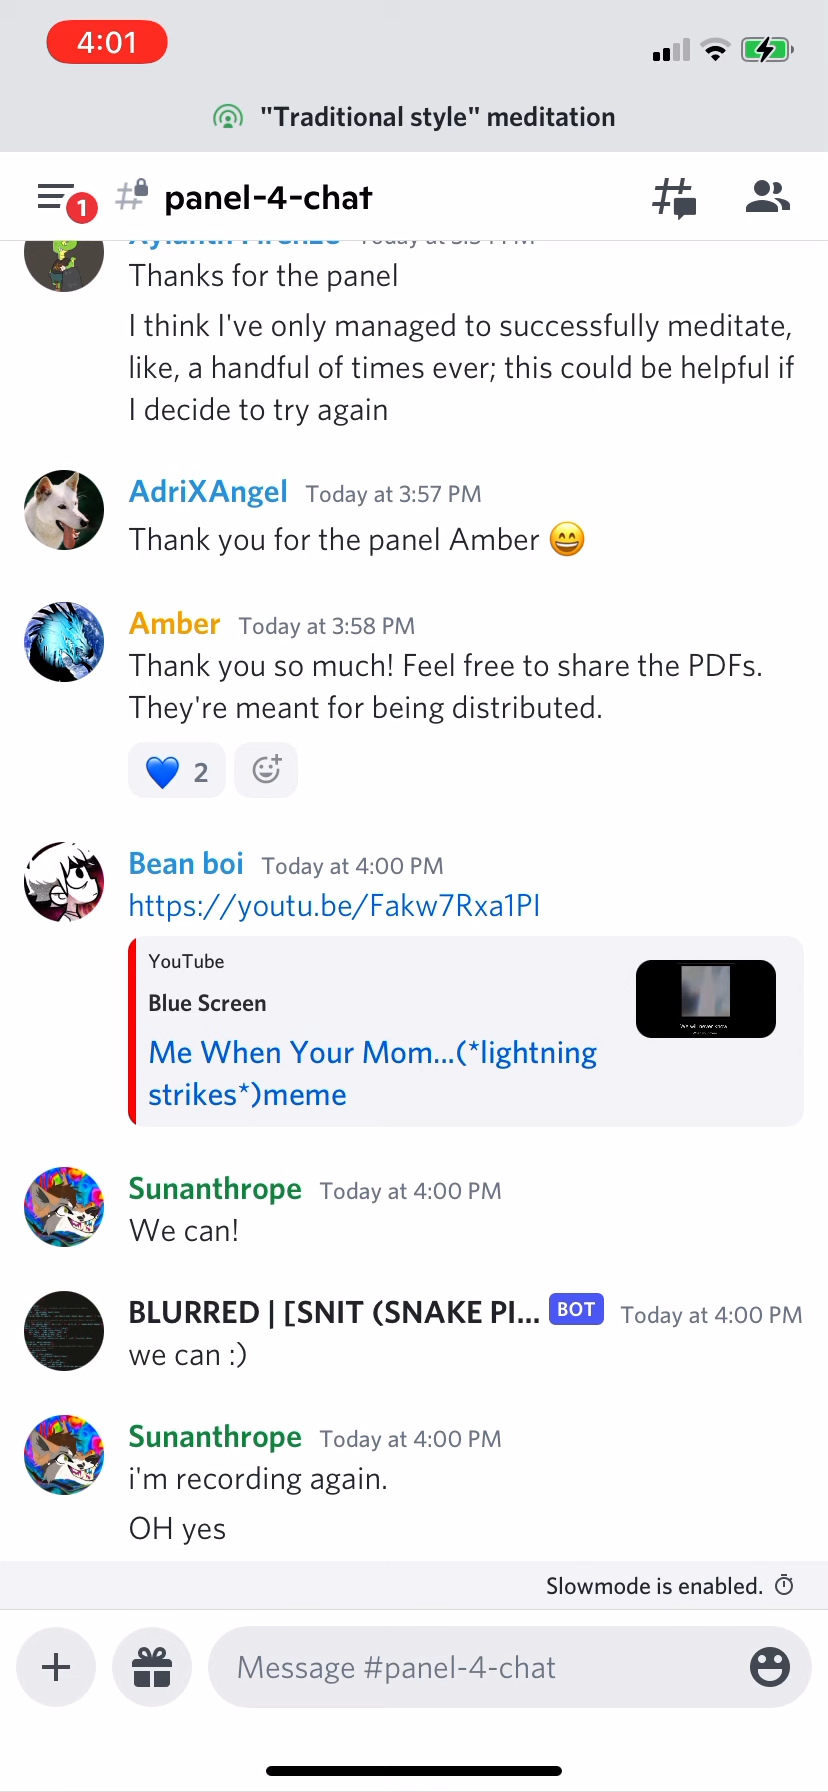 4:01
"Traditional style" meditation
1
panel-4-chat
Thanks for the panel
I think I've only managed to successfully meditate,
like, a handful of times ever; this could be helpful if
I decide to try again
AdriXAngel Today at 3:57 PM
Thank you for the panel Amber 😄
Amber Today at 3:58 PM
Thank you so much! Feel free to share the PDFs.
They're meant for being distributed.
💙 2
Bean boi Today at 4:00 PM
https://youtu.be/Fakw7Rxa1PI
YouTube
Blue Screen
We will never know
Me When Your Mom...(*lightning
strikes*)meme
Sunanthrope Today at 4:00 PM
We can!
BLURRED | [SNIT (SNAKE PI... BOT Today at 4:00 PM
we can :)
Sunanthrope Today at 4:00 PM
i'm recording again.
OH yes
Slowmode is enabled.
Message #panel-4-chat